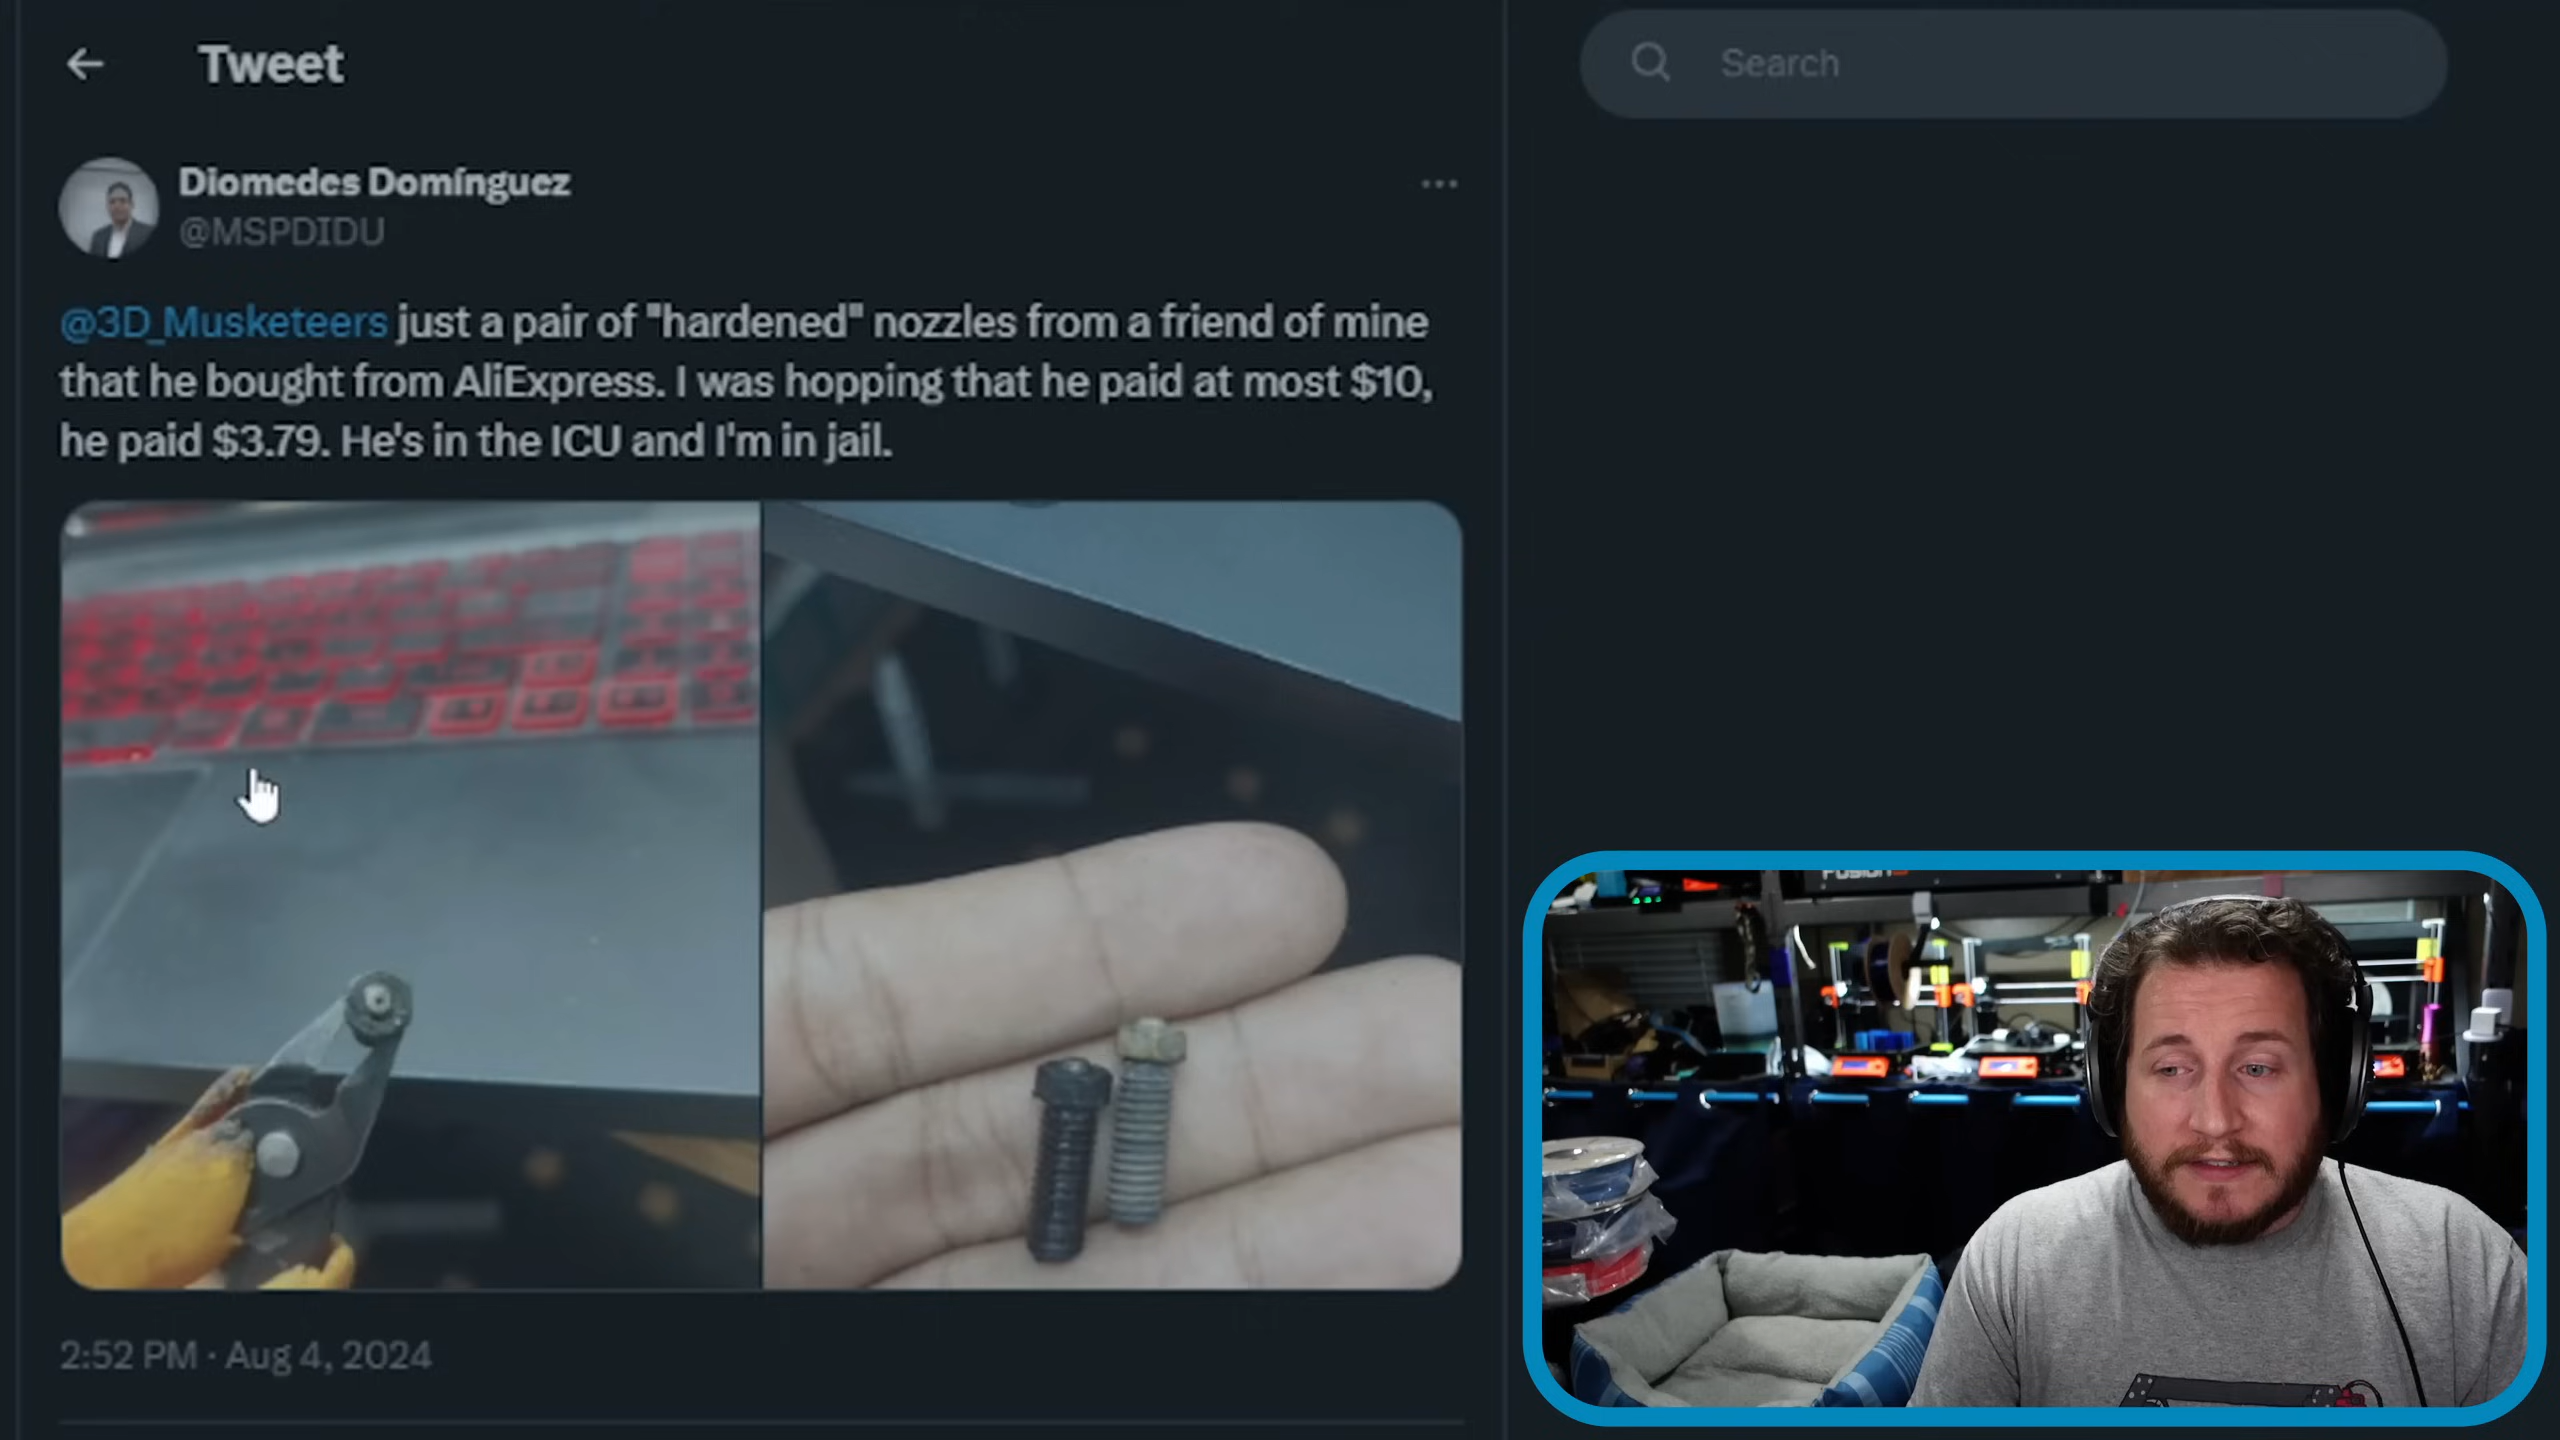 Tweet
Search
Diomedes Domínguez
@MSPDIDU
@3D_Musketeers just a pair of "hardened" nozzles from a friend of mine
that he bought from AliExpress. I was hopping that he paid at most $10,
he paid $3.79. He's in the ICU and I'm in jail.
2:52 PM · Aug 4, 2024